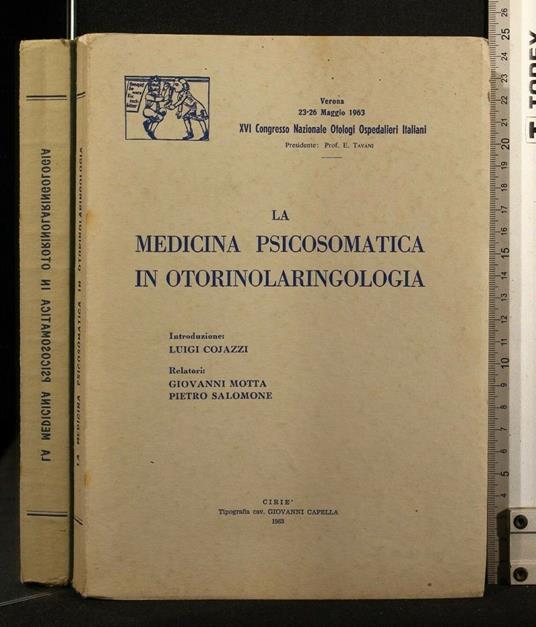 Verona
23-26 Maggio 1963
XVI Congresso Nazionale Otologi Ospedalieri Italiani
Presidente: Prof. E. TAVANI
LA
MEDICINA PSICOSOMATICA
IN OTORINOLARINGOLOGIA
Introduzione:
LUIGI COJAZZI
Relatori:
GIOVANNI MOTTA
PIETRO SALOMONE
CIRIE'
Tipografia cav. GIOVANNI CAPELLA
1963
LA MEDICINA PSICOSOMATICA IN OTORINOLARINGOLOGIA
LA MEDICINA PSICOSOMATICA IN OTORINOLARINGOLOGIA